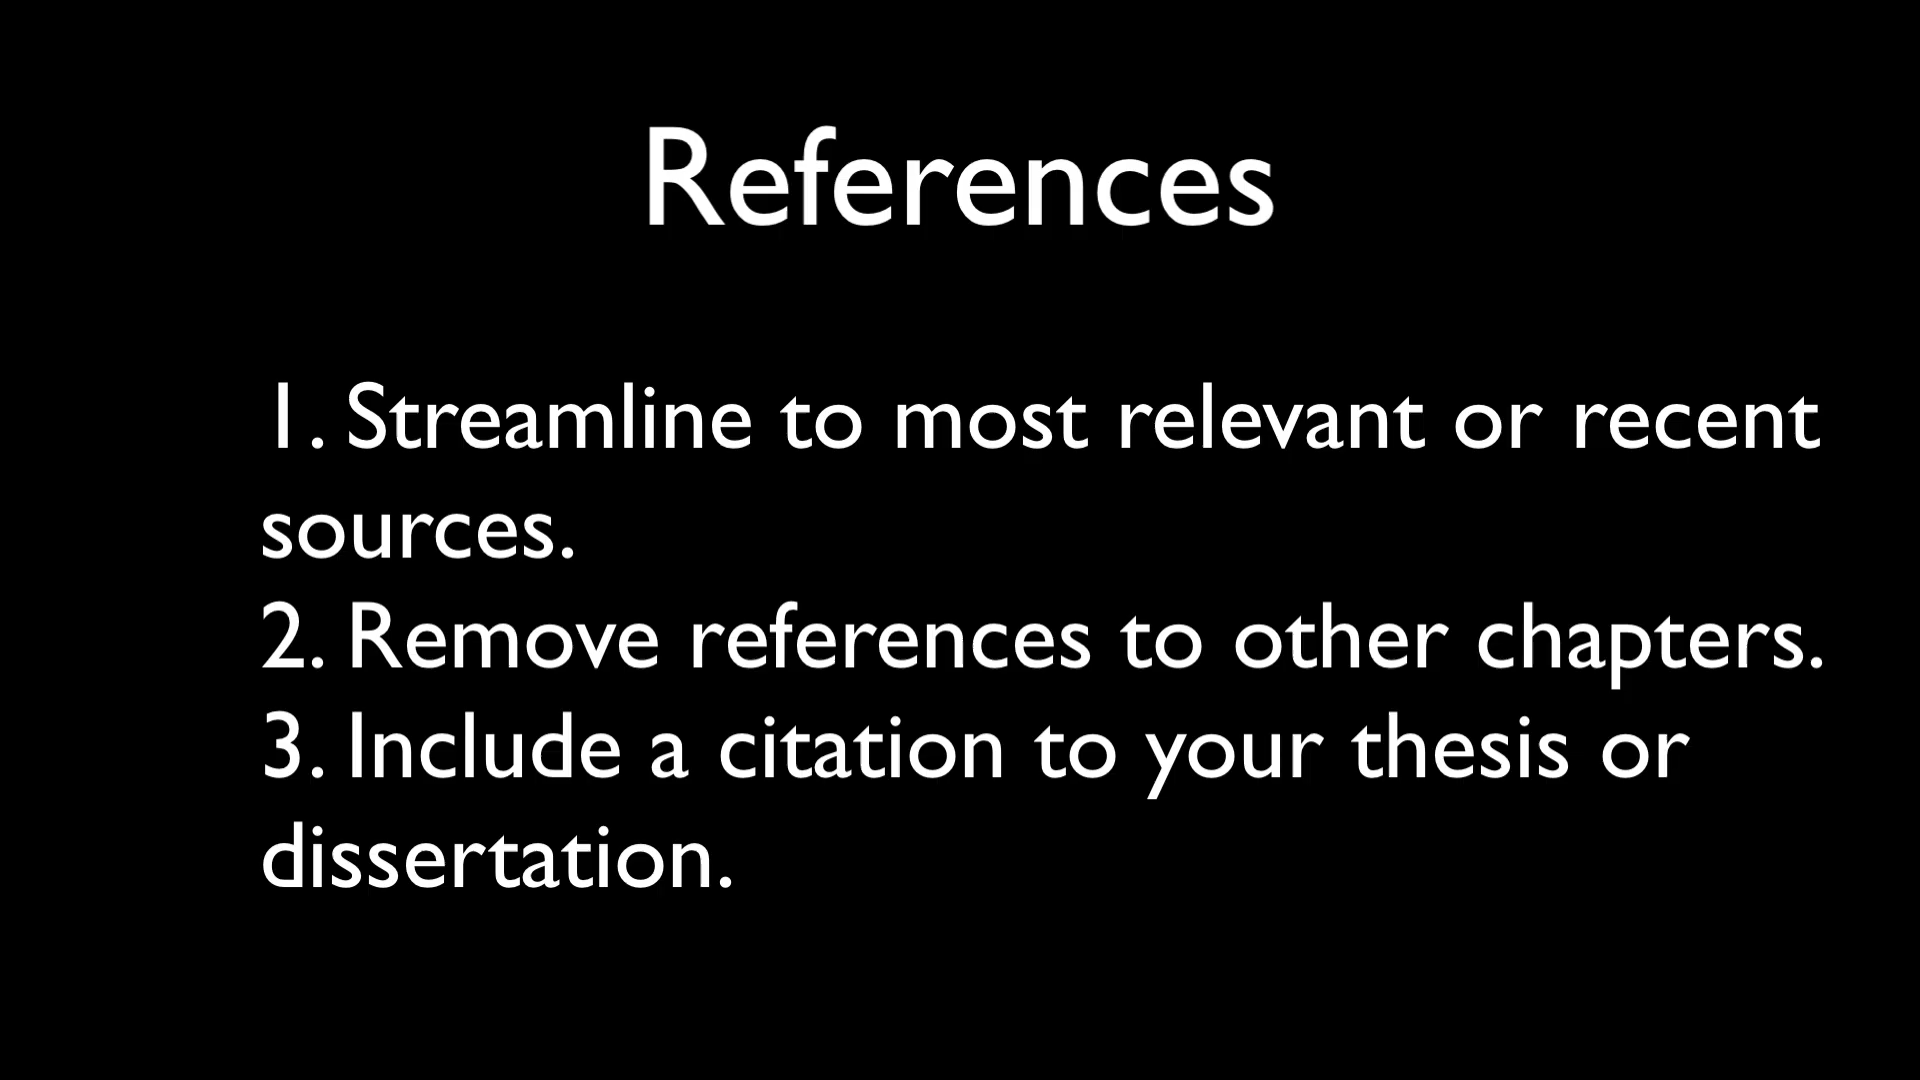 References
1. Streamline to most relevant or recent
sources.
2. Remove references to other chapters.
3. Include a citation to your thesis or
dissertation.